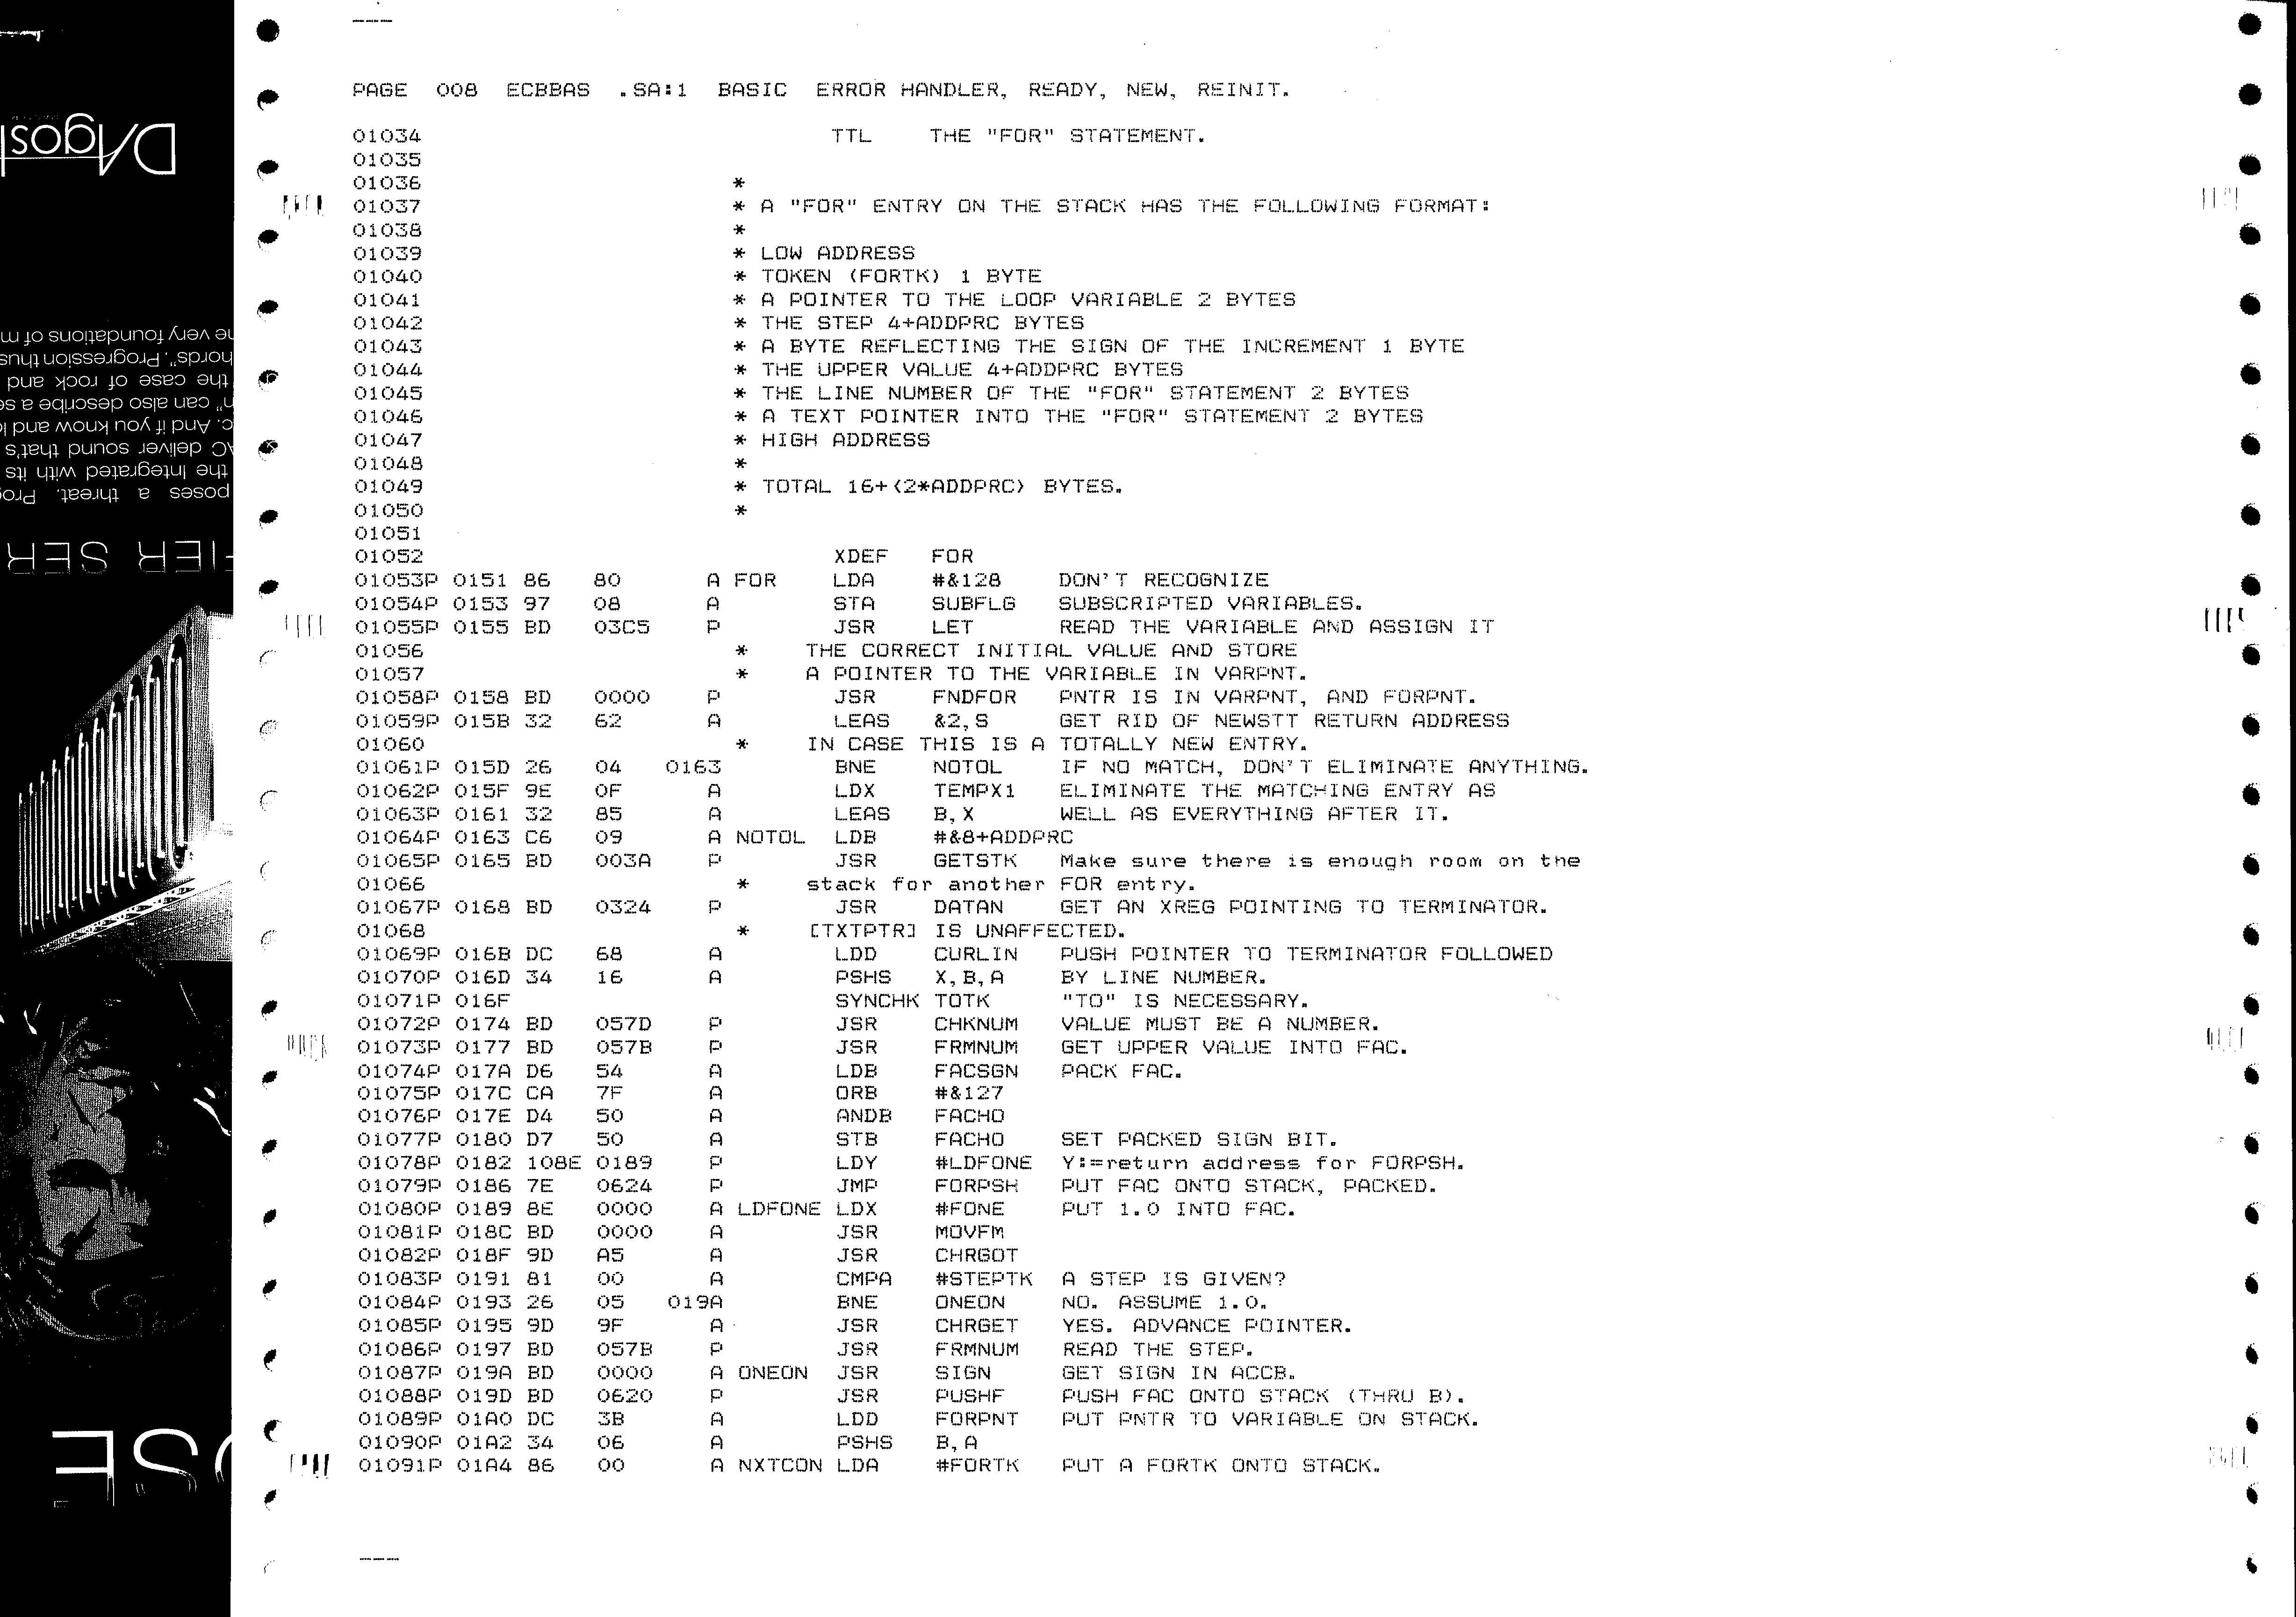 PAGE 008 ECBBAS .SA:1 BASIC ERROR HANDLER, READY, NEW, REINIT.
01034 TTL THE "FOR" STATEMENT.
01035
01036 *
01037 * A "FOR" ENTRY ON THE STACK HAS THE FOLLOWING FORMAT:
01038 *
01039 * LOW ADDRESS
01040 * TOKEN (FORTK) 1 BYTE
01041 * A POINTER TO THE LOOP VARIABLE 2 BYTES
01042 * THE STEP 4+ADDPRC BYTES
01043 * A BYTE REFLECTING THE SIGN OF THE INCREMENT 1 BYTE
01044 * THE UPPER VALUE 4+ADDPRC BYTES
01045 * THE LINE NUMBER OF THE "FOR" STATEMENT 2 BYTES
01046 * A TEXT POINTER INTO THE "FOR" STATEMENT 2 BYTES
01047 * HIGH ADDRESS
01048 *
01049 * TOTAL 16+<2*ADDPRC> BYTES.
01050 *
01051
01052 XDEF FOR
01053P 0151 86 80 A FOR LDA #&128 DON'T RECOGNIZE
01054P 0153 97 08 A STA SUBFLG SUBSCRIPTED VARIABLES.
01055P 0155 BD 03C5 P JSR LET READ THE VARIABLE AND ASSIGN IT
01056 * THE CORRECT INITIAL VALUE AND STORE
01057 * A POINTER TO THE VARIABLE IN VARPNT.
01058P 0158 BD 0000 P JSR FNDFOR PNTR IS IN VARPNT, AND FORPNT.
01059P 015B 32 62 A LEAS &2,S GET RID OF NEWSTT RETURN ADDRESS
01060 * IN CASE THIS IS A TOTALLY NEW ENTRY.
01061P 015D 26 04 0163 BNE NOTOL IF NO MATCH, DON'T ELIMINATE ANYTHING.
01062P 015F 9E 0F A LDX TEMPX1 ELIMINATE THE MATCHING ENTRY AS
01063P 0161 32 85 A LEAS B,X WELL AS EVERYTHING AFTER IT.
01064P 0163 C6 09 A NOTOL LDB #&8+ADDPRC
01065P 0165 BD 003A P JSR GETSTK Make sure there is enough room on the
01066 * stack for another FOR entry.
01067P 0168 BD 0324 P JSR DATAN GET AN XREG POINTING TO TERMINATOR.
01068 * [TXTPTR] IS UNAFFECTED.
01069P 016B DC 68 A LDD CURLIN PUSH POINTER TO TERMINATOR FOLLOWED
01070P 016D 34 16 A PSHS X,B,A BY LINE NUMBER.
01071P 016F SYNCHK TOTK "TO" IS NECESSARY.
01072P 0174 BD 057D P JSR CHKNUM VALUE MUST BE A NUMBER.
01073P 0177 BD 057B P JSR FRMNUM GET UPPER VALUE INTO FAC.
01074P 017A D6 54 A LDB FACSGN PACK FAC.
01075P 017C CA 7F A ORB #&127
01076P 017E D4 50 A ANDB FACHO
01077P 0180 D7 50 A STB FACHO SET PACKED SIGN BIT.
01078P 0182 108E 0189 P LDY #LDFONE Y:=return address for FORPSH.
01079P 0186 7E 0624 P JMP FORPSH PUT FAC ONTO STACK, PACKED.
01080P 0189 8E 0000 A LDFONE LDX #FONE PUT 1.0 INTO FAC.
01081P 018C BD 0000 A JSR MOVFM
01082P 018F 9D A5 A JSR CHRGOT
01083P 0191 81 00 A CMPA #STEPTK A STEP IS GIVEN?
01084P 0193 26 05 019A BNE ONEON NO. ASSUME 1.0.
01085P 0195 9D 9F A JSR CHRGET YES. ADVANCE POINTER.
01086P 0197 BD 057B P JSR FRMNUM READ THE STEP.
01087P 019A BD 0000 A ONEON JSR SIGN GET SIGN IN ACCB.
01088P 019D BD 0620 P JSR PUSHF PUSH FAC ONTO STACK (THRU B).
01089P 01A0 DC 3B A LDD FORPNT PUT PNTR TO VARIABLE ON STACK.
01090P 01A2 34 06 A PSHS B,A
01091P 01A4 86 00 A NXTCON LDA #FORTK PUT A FORTK ONTO STACK.